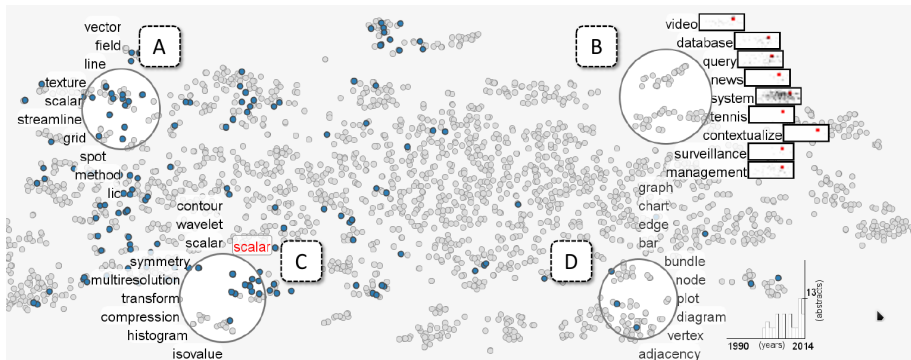 A
vector
field
line
texture
scalar
streamline
grid
spot
method
lic
B
video
database
query
news
system
tennis
contextualize
surveillance
management
C
contour
wavelet
scalar
scalar
symmetry
multiresolution
transform
compression
histogram
isovalue
D
graph
chart
edge
bar
bundle
node
plot
diagram
vertex
adjacency
13
(abstracts)
1990 (years) 2014